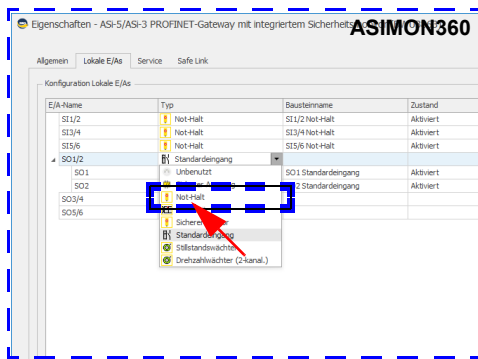 Eigenschaften - ASi-5/ASi-3 PROFINET-Gateway mit integriertem
ASIMON360
Allgemein Lokale E/As Service Safe Link
Konfiguration Lokale E/As
E/A-Name Typ Bausteinname Zustand
SI1/2 Not-Halt SI1/2 Not-Halt Aktiviert
SI3/4 Not-Halt SI3/4 Not-Halt Aktiviert
SI5/6 Not-Halt SI5/6 Not-Halt Aktiviert
SO1/2 Standardeingang
SO1 Unbenutzt SO1 Standardeingang Aktiviert
SO2 Standardeingang Aktiviert
SO3/4 Not-Halt
SO5/6
Standardeingang
Stillstandswächter
Drehzahlwächter (2-kanal.)